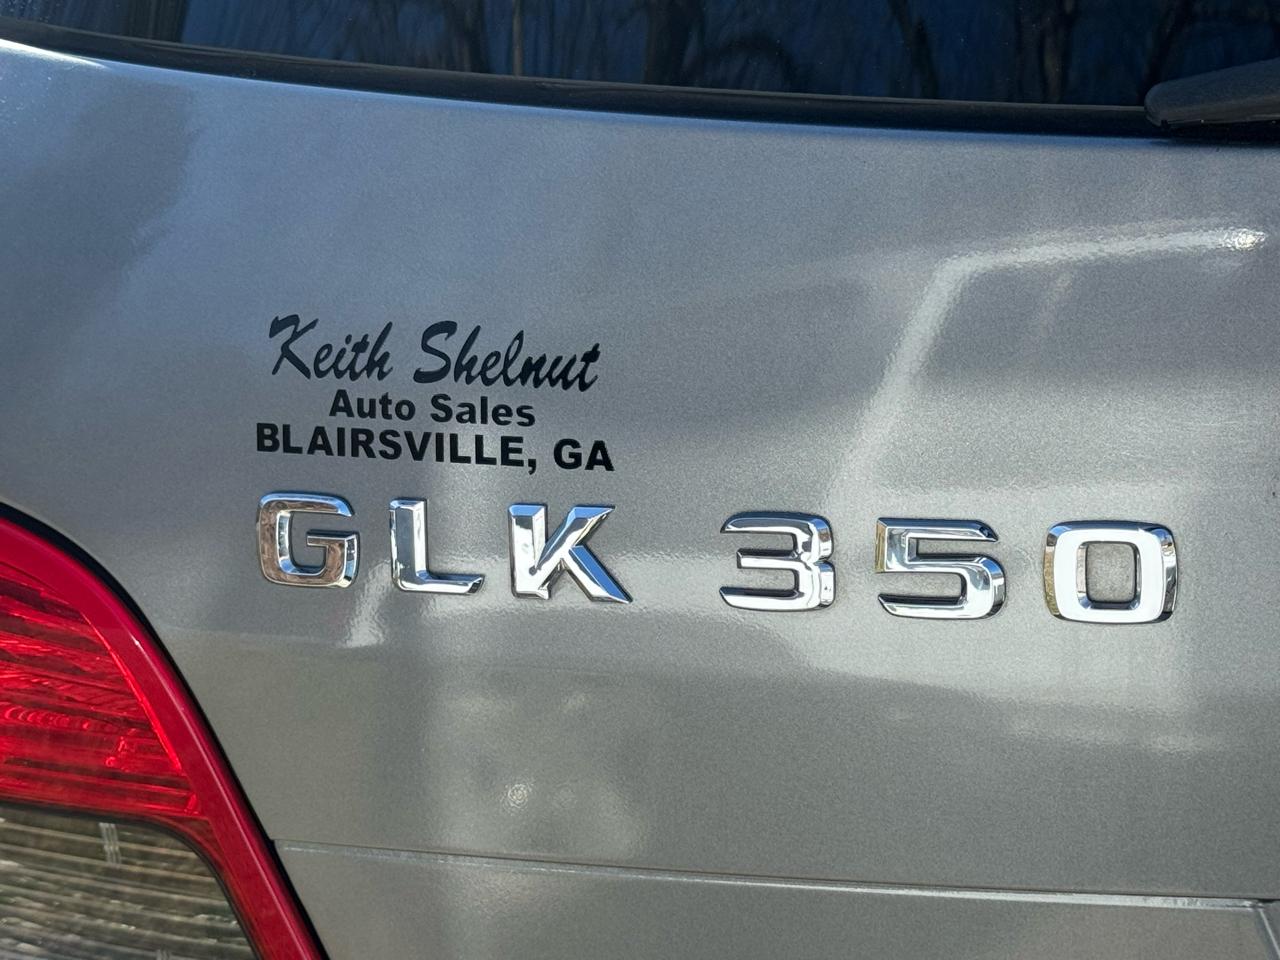 Keith Shelnut
Auto Sales
BLAIRSVILLE, GA
GLK 350